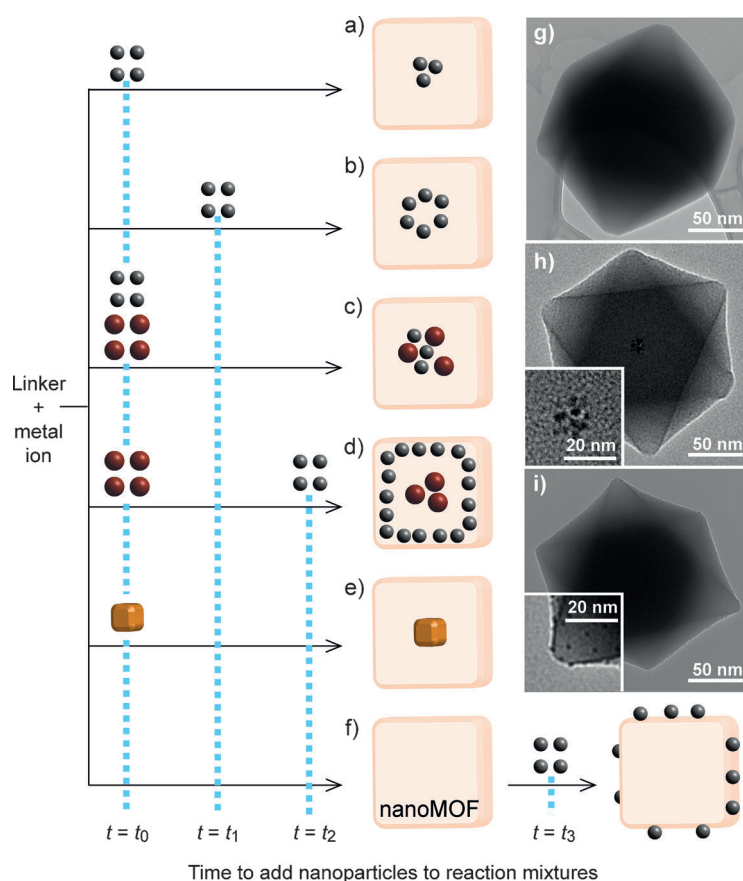 a)
b)
c)
d)
e)
f)
Linker
+
metal
ion
nanoMOF
t = t0
t = t1
t = t2
t = t3
Time to add nanoparticles to reaction mixtures
g)
50 nm
h)
20 nm
50 nm
i)
20 nm
50 nm